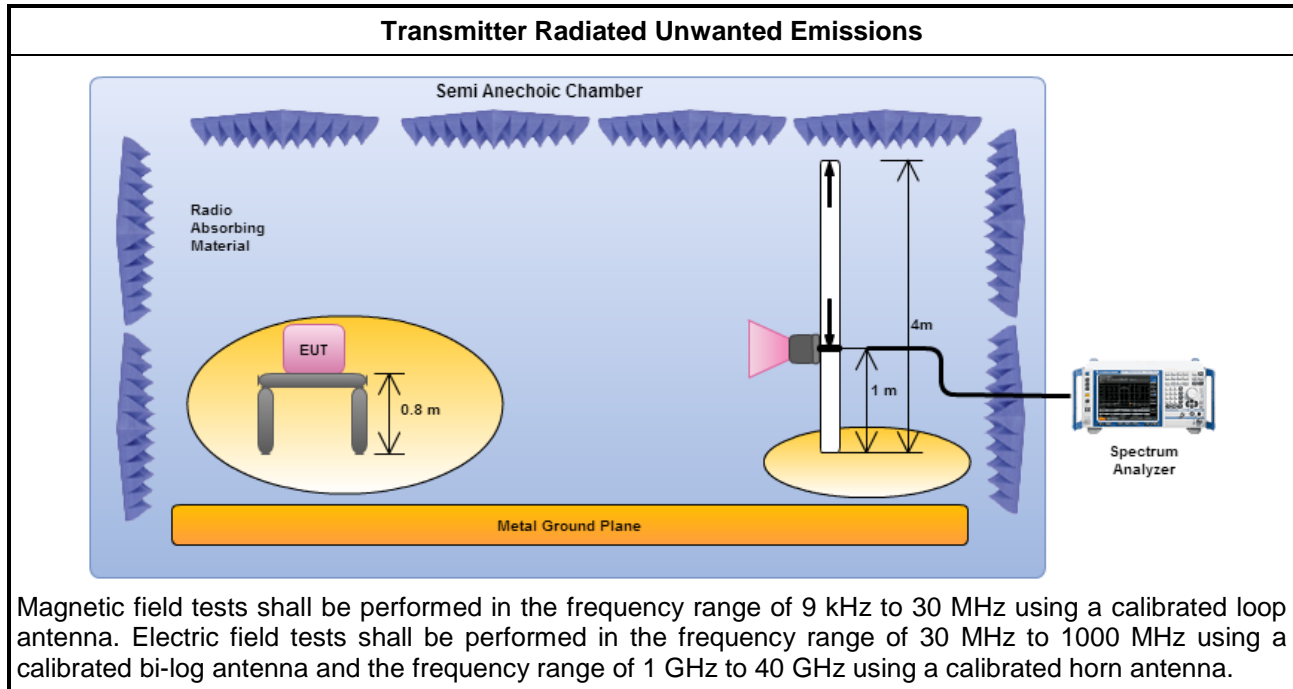 Transmitter Radiated Unwanted Emissions
Semi Anechoic Chamber
Radio
Absorbing
Material
EUT
0.8 m
4m
1 m
Spectrum
Analyzer
Metal Ground Plane
Magnetic field tests shall be performed in the frequency range of 9 kHz to 30 MHz using a calibrated loop
antenna. Electric field tests shall be performed in the frequency range of 30 MHz to 1000 MHz using a
calibrated bi-log antenna and the frequency range of 1 GHz to 40 GHz using a calibrated horn antenna.